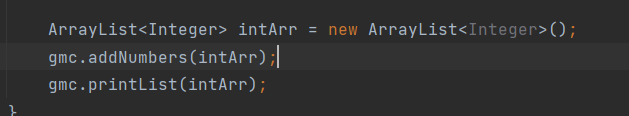 ArrayList<Integer> intArr = new ArrayList<Integer>();
gmc.addNumbers(intArr);
gmc.printList(intArr);
}